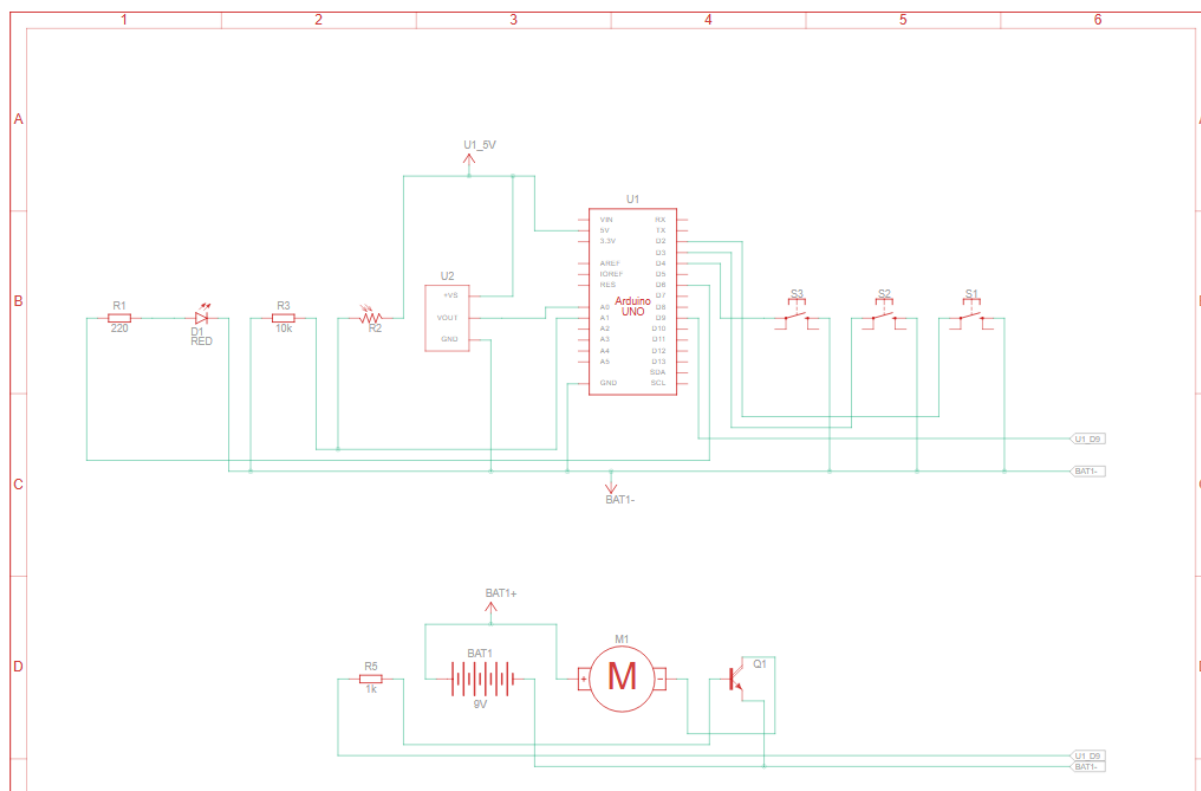 1 2 3 4 5 6
A
U1_5V
U1
VIN RX
5V TX
3.3V D2
D3
AREF D4
IOREF D5
RES D6
D7
A0 D8
A1 D9
A2 D10
A3 D11
A4 D12
A5 D13
SDA
GND SCL
Arduino
UNO
B
U2
+VS
VOUT
GND
R1
220
D1
RED
R3
10k
R2
S3 S2 S1
U1_D9
BAT1-
C
BAT1-
BAT1+
D
R5
1k
BAT1
9V
M1
M
+ -
Q1
U1_D9
BAT1-